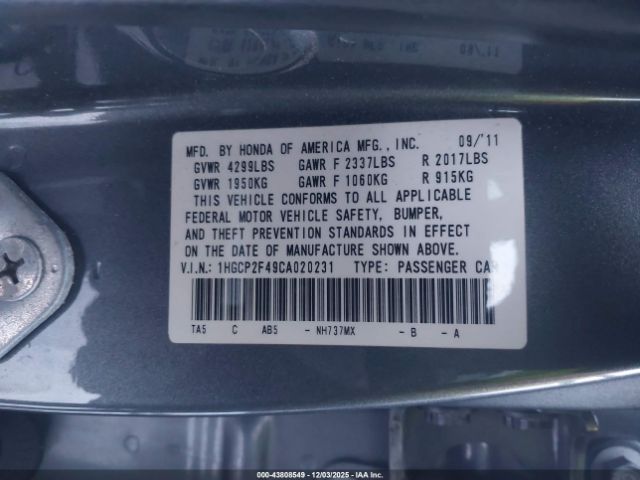 MFD. BY HONDA OF AMERICA MFG., INC. 09/'11
GVWR 4299LBS GAWR F 2337LBS R 2017LBS
GVWR 1950KG GAWR F 1060KG R 915KG
THIS VEHICLE CONFORMS TO ALL APPLICABLE
FEDERAL MOTOR VEHICLE SAFETY, BUMPER,
AND THEFT PREVENTION STANDARDS IN EFFECT
ON THE DATE OF MANUFACTURE SHOWN ABOVE.
V.I.N.: 1HGCP2F49CA020231 TYPE: PASSENGER CAR
TA5 C AB5 - NH737MX - B - A
000-43808549 | 12/03/2025 - Copyright © IAA, LLC